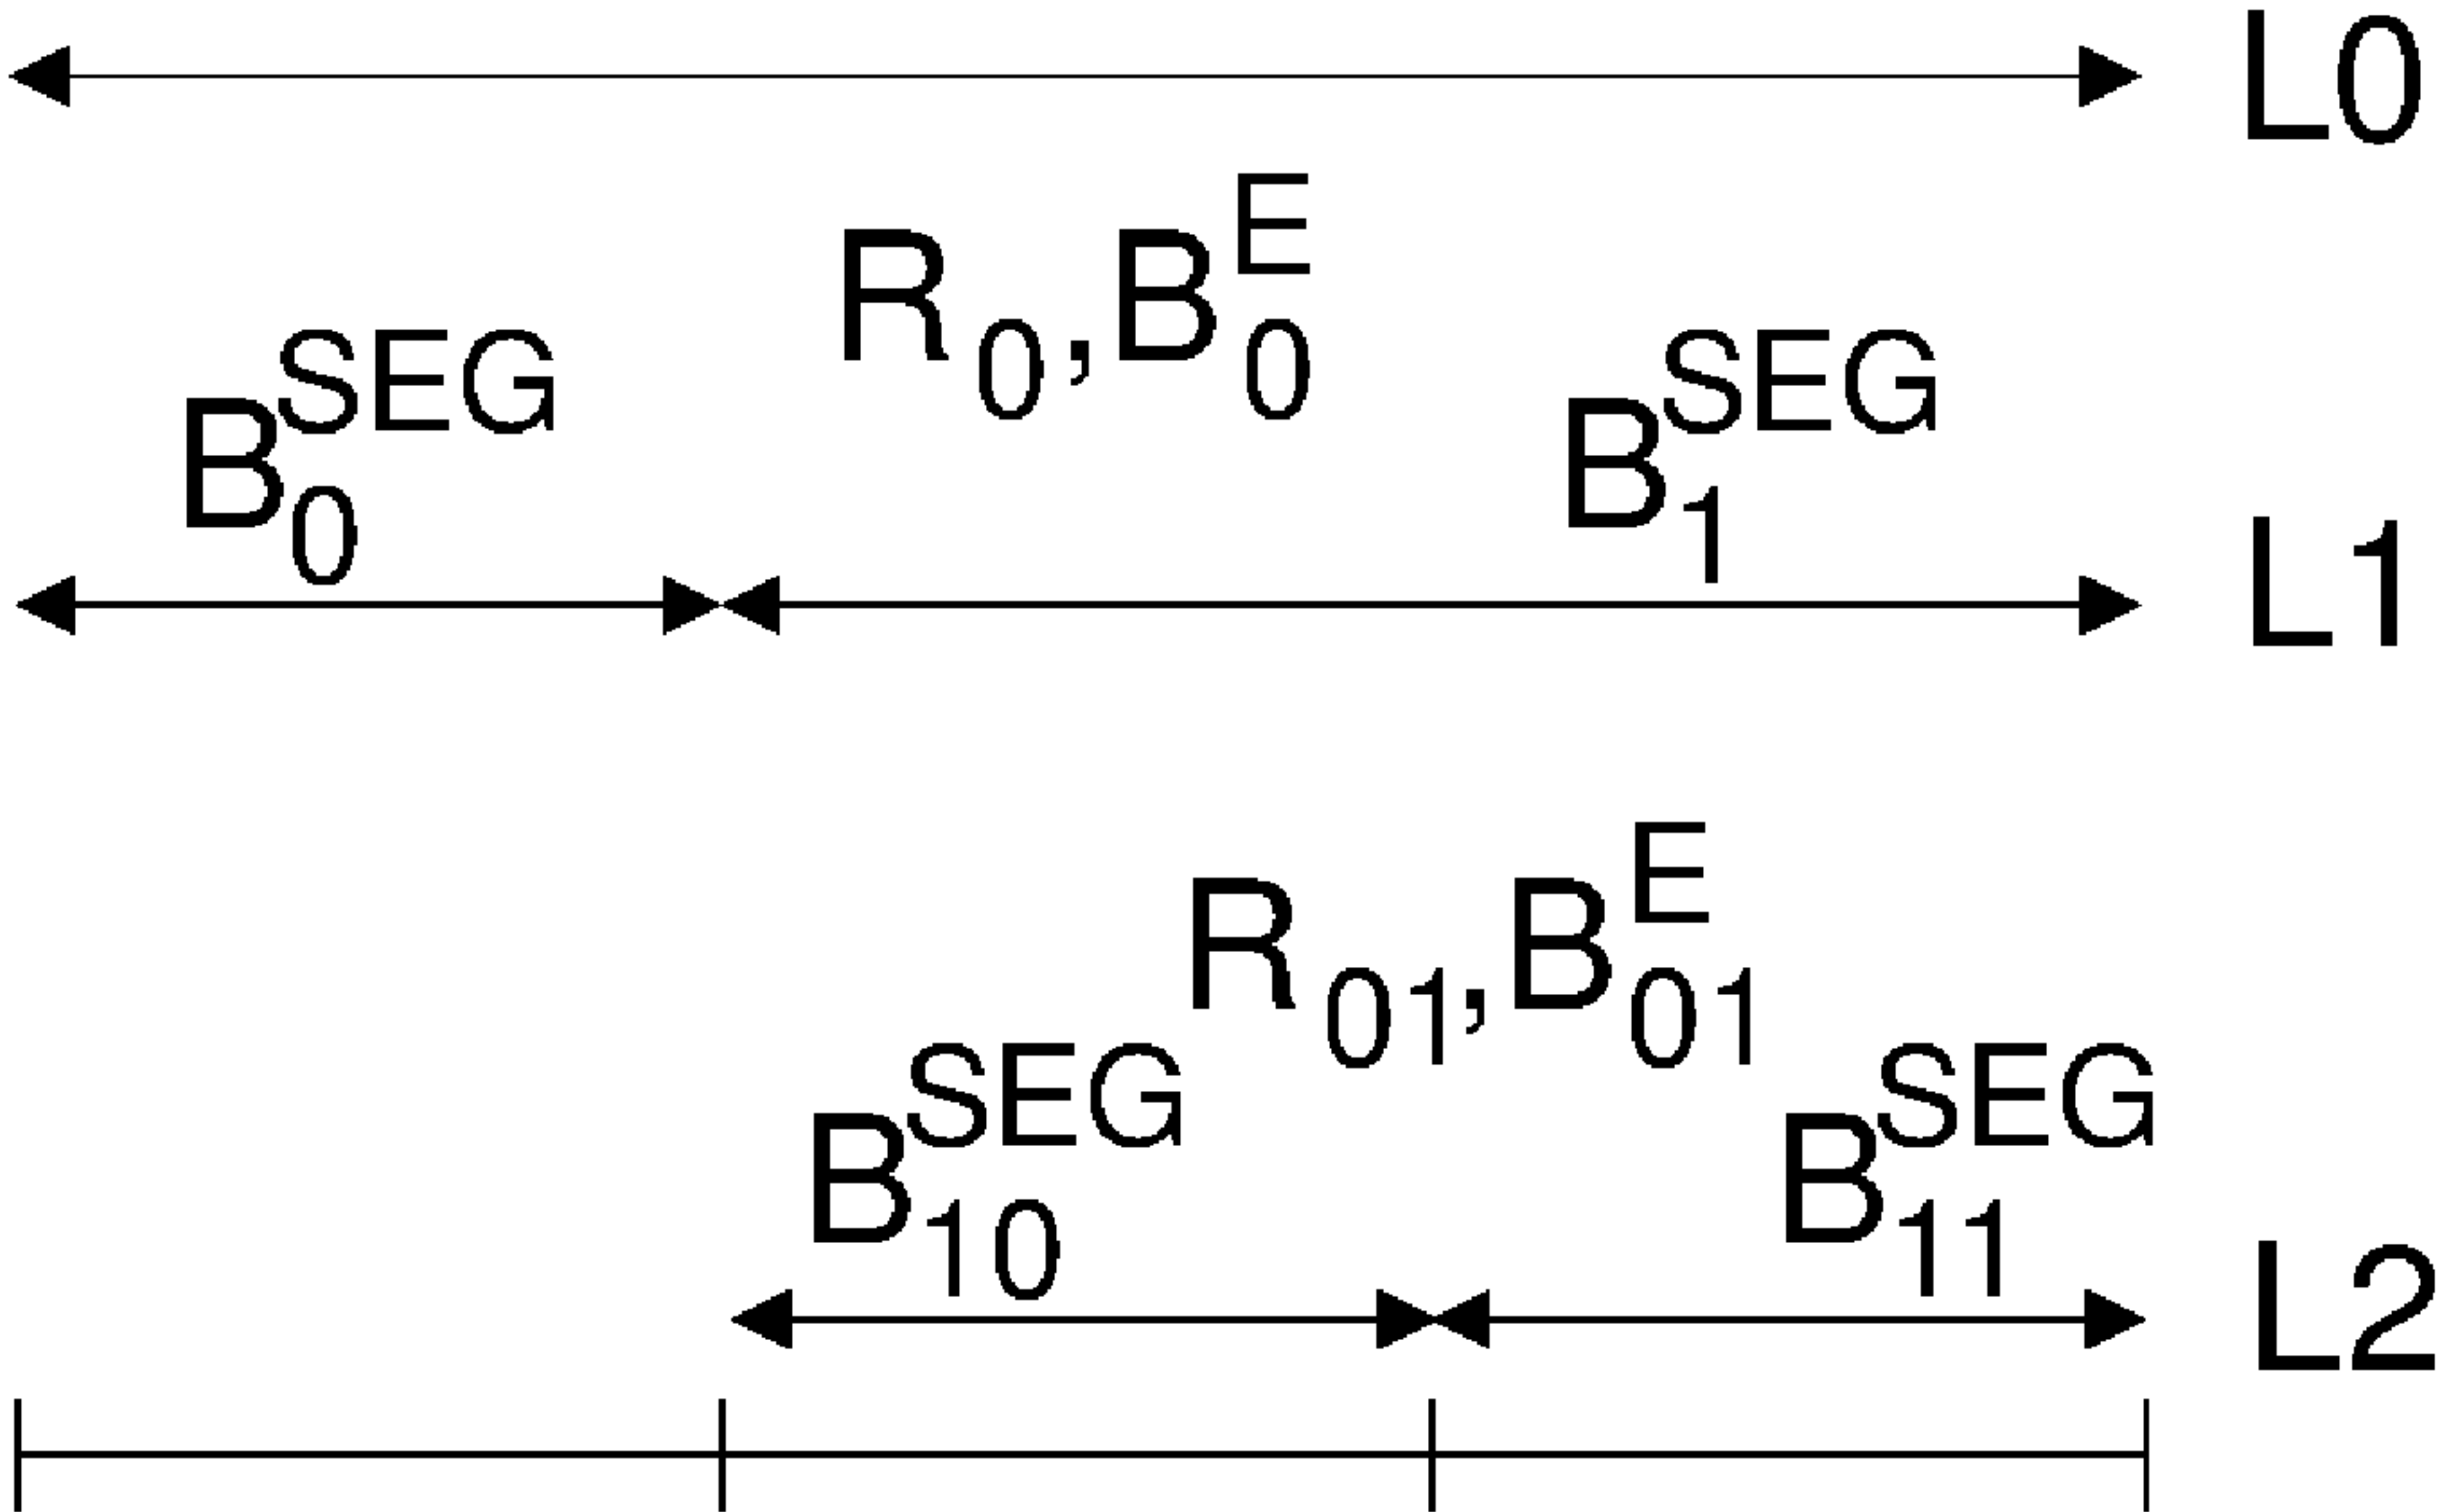 L0
R₀,B₀ᴱ
B₀ˢᴱᴳ B₁ˢᴱᴳ
L1
R₀₁,B₀₁ᴱ
B₁₀ˢᴱᴳ B₁₁ˢᴱᴳ
L2